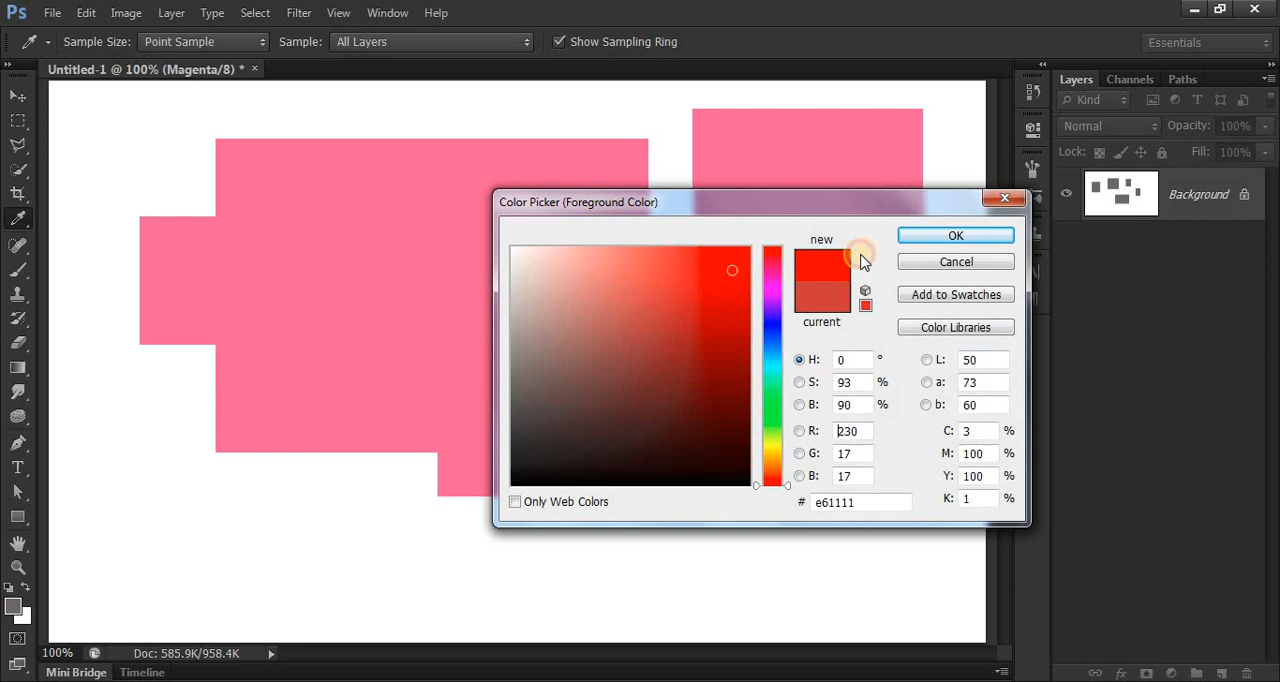 Ps File Edit Image Layer Type Select Filter View Window Help
Sample Size: Point Sample Sample: All Layers Show Sampling Ring Essentials
Untitled-1 @ 100% (Magenta/8) * ×
Layers Channels Paths
Kind
Normal Opacity: 100%
Lock: Fill: 100%
Background
Color Picker (Foreground Color)
new
OK
Cancel
Add to Swatches
current
Color Libraries
H: 0 ° L: 50
S: 93 % a: 73
B: 90 % b: 60
R: 230 C: 3 %
G: 17 M: 100 %
B: 17 Y: 100 %
Only Web Colors # e61111 K: 1 %
100% Doc: 585.9K/958.4K
Mini Bridge Timeline